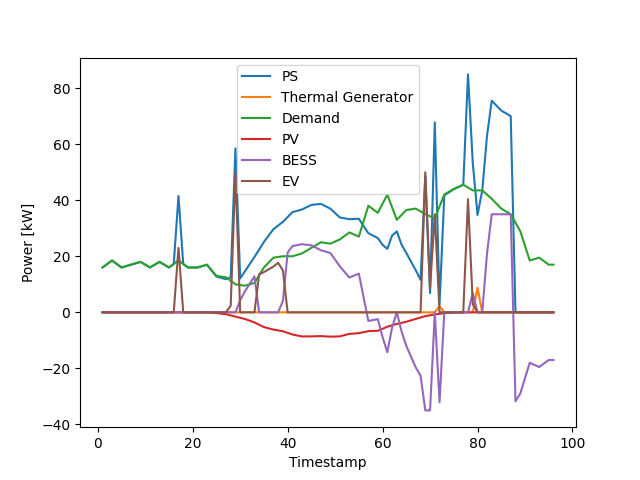 PS
Thermal Generator
Demand
PV
BESS
EV
Power [kW]
80
60
40
20
0
−20
−40
0 20 40 60 80 100
Timestamp